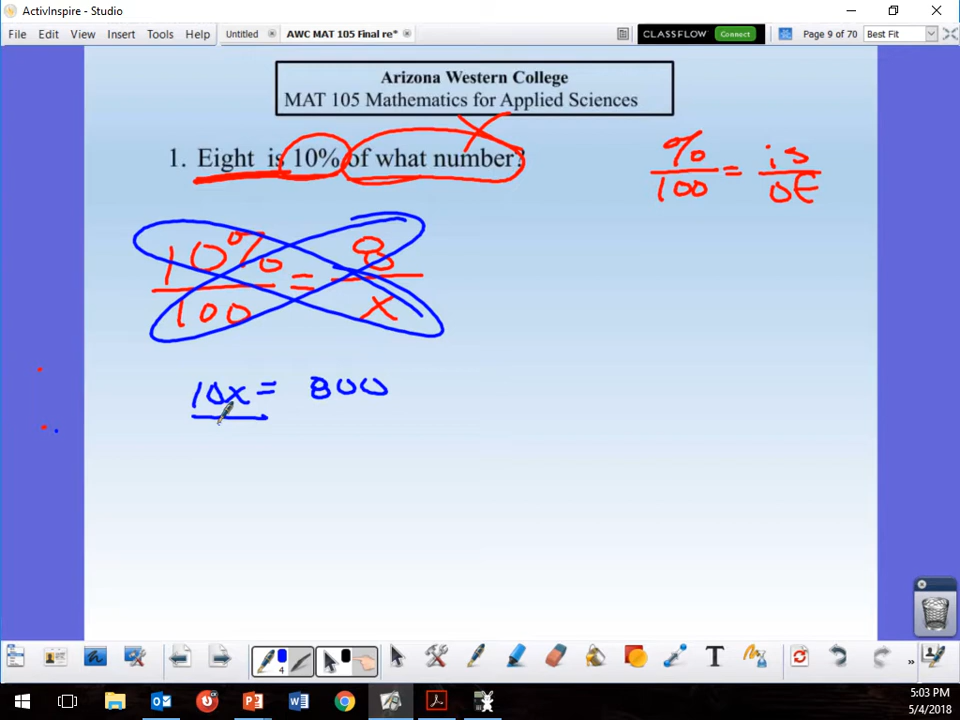 ActivInspire - Studio
File Edit View Insert Tools Help Untitled AWC MAT 105 Final re* CLASSFLOW Connect Page 9 of 70 Best Fit
Arizona Western College
MAT 105 Mathematics for Applied Sciences
1. Eight is 10% of what number?
x
%/100 = is/of
10%/100 = 8/x
10x = 800
4
T
»
5:03 PM
5/4/2018